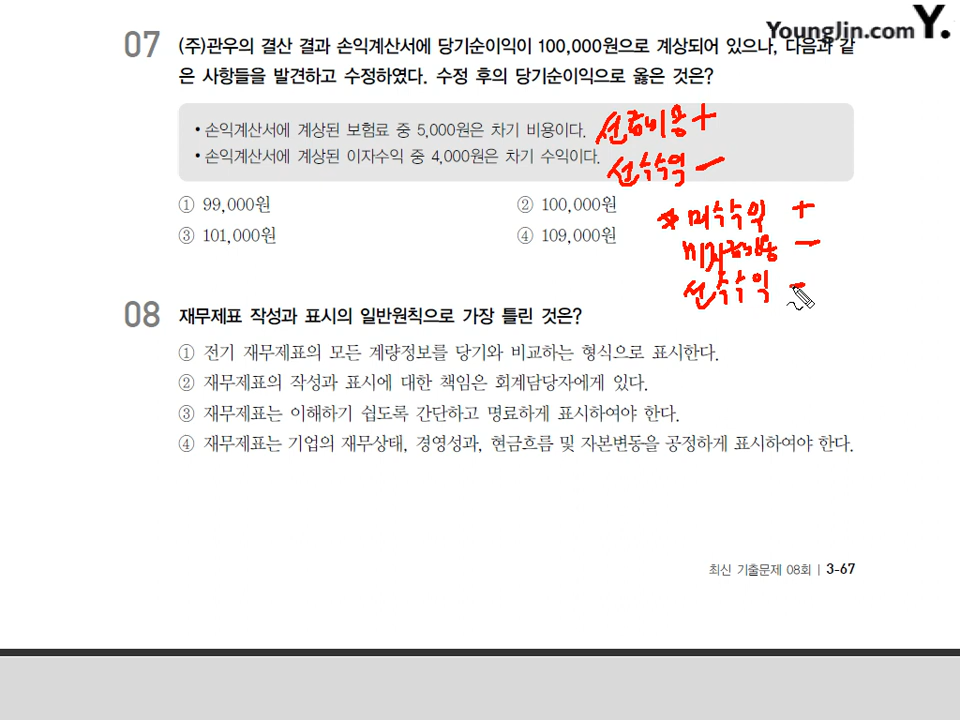 YoungJin.com Y.
07 (주)관우의 결산 결과 손익계산서에 당기순이익이 100,000원으로 계상되어 있으나, 다음과 같
은 사항들을 발견하고 수정하였다. 수정 후의 당기순이익으로 옳은 것은?
• 손익계산서에 계상된 보험료 중 5,000원은 차기 비용이다. 선급비용 +
• 손익계산서에 계상된 이자수익 중 4,000원은 차기 수익이다. 선수수익 -
① 99,000원 ② 100,000원
* 미수수익 +
③ 101,000원 ④ 109,000원
미지급비용 -
선수수익 -
08 재무제표 작성과 표시의 일반원칙으로 가장 틀린 것은?
① 전기 재무제표의 모든 계량정보를 당기와 비교하는 형식으로 표시한다.
② 재무제표의 작성과 표시에 대한 책임은 회계담당자에게 있다.
③ 재무제표는 이해하기 쉽도록 간단하고 명료하게 표시하여야 한다.
④ 재무제표는 기업의 재무상태, 경영성과, 현금흐름 및 자본변동을 공정하게 표시하여야 한다.
최신 기출문제 08회 | 3-67